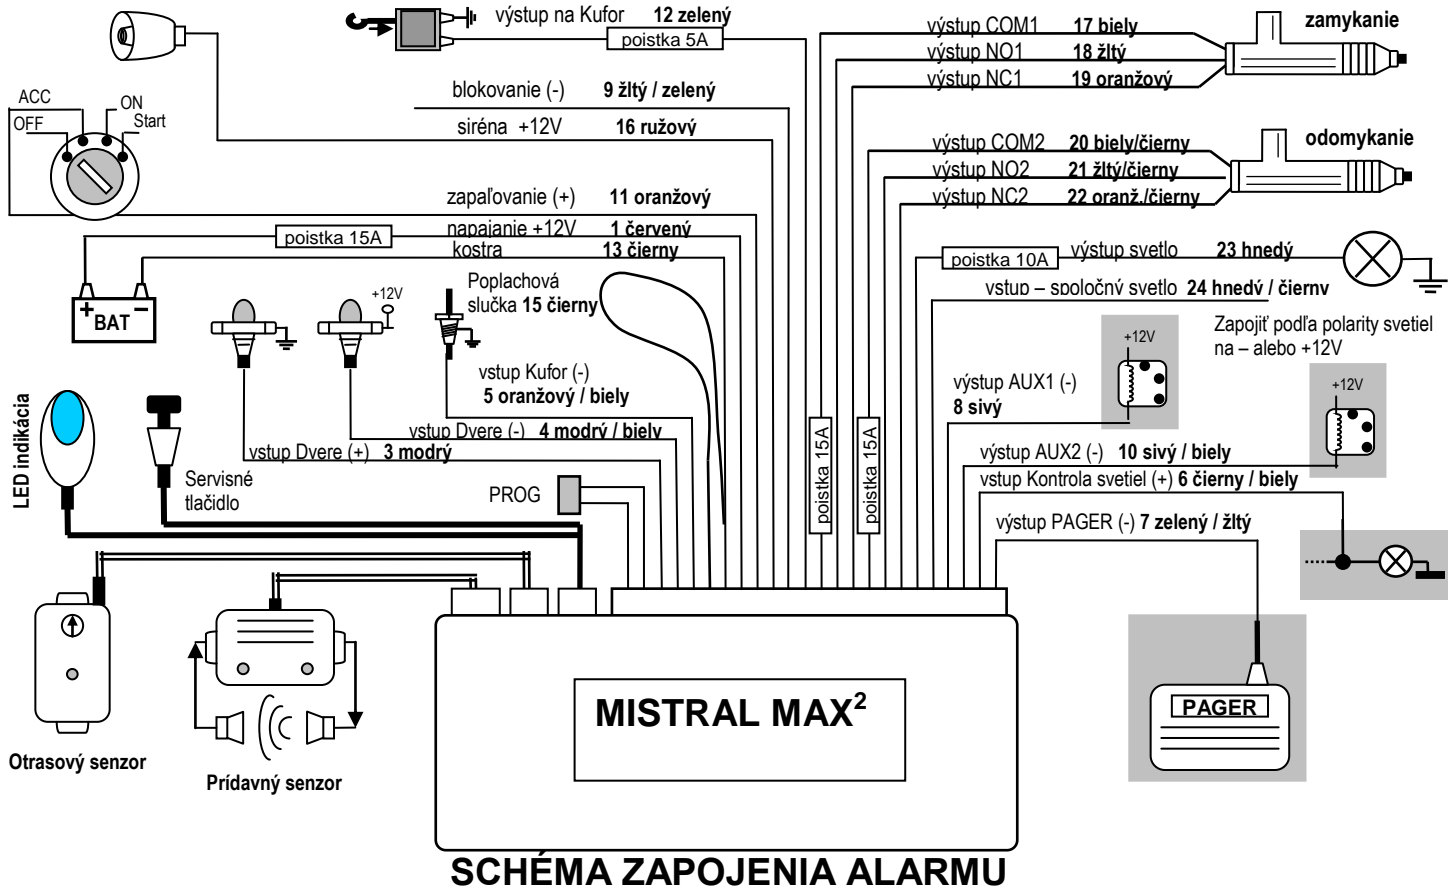 výstup na Kufor 12 zelený
poistka 5A
blokovanie (-) 9 žltý / zelený
siréna +12V 16 ružový
ACC
ON
OFF
Start
zapaľovanie (+) 11 oranžový
napajanie +12V 1 červený
poistka 15A
kostra 13 čierny
+ −
BAT
+12V
Poplachová
slučka 15 čierny
vstup Kufor (-)
5 oranžový / biely
vstup Dvere (-) 4 modrý / biely
vstup Dvere (+) 3 modrý
LED indikácia
Servisné
tlačidlo
PROG
výstup COM1 17 biely
výstup NO1 18 žltý
výstup NC1 19 oranžový
zamykanie
výstup COM2 20 biely/čierny
výstup NO2 21 žltý/čierny
výstup NC2 22 oranž./čierny
odomykanie
poistka 10A
výstup svetlo 23 hnedý
vstup – spoločný svetlo 24 hnedý / čierny
Zapojiť podľa polarity svetiel
na – alebo +12V
+12V
výstup AUX1 (-)
8 sivý
+12V
výstup AUX2 (-) 10 sivý / biely
vstup Kontrola svetiel (+) 6 čierny / biely
výstup PAGER (-) 7 zelený / žltý
poistka 15A
poistka 15A
Otrasový senzor
Prídavný senzor
MISTRAL MAX²
PAGER
SCHÉMA ZAPOJENIA ALARMU